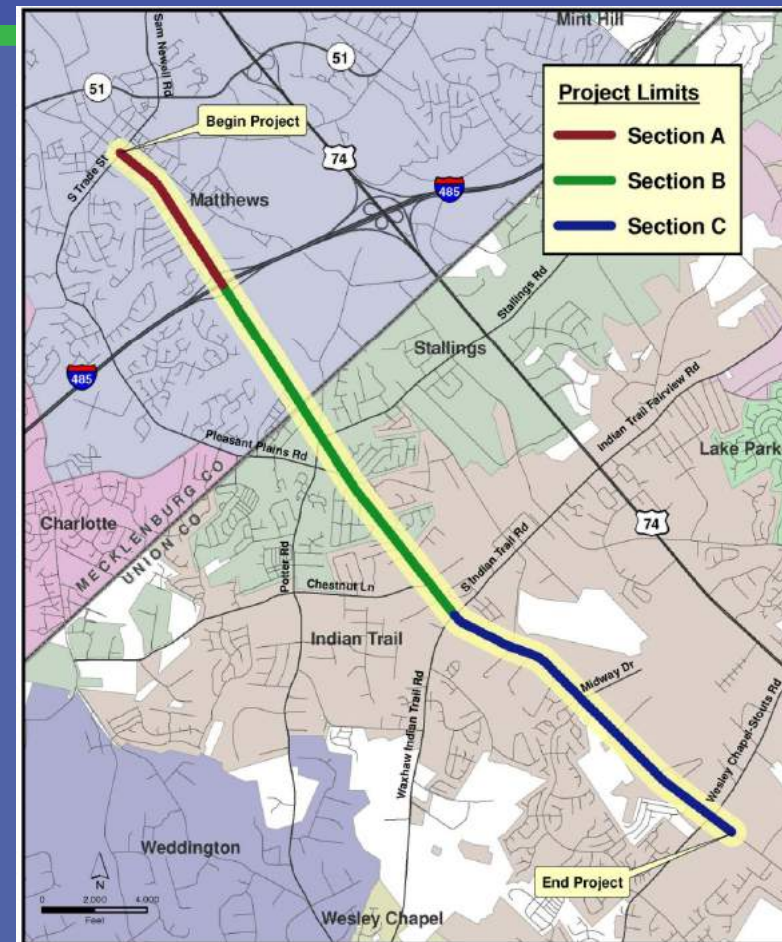 Mint Hill
Sam Newell Rd
51
51
Project Limits
Section A
Section B
Section C
Begin Project
74
S Trade St
485
Matthews
Stallings Rd
Stallings
485
Indian Trail Fairview Rd
Pleasant Plains Rd
Lake Park
Charlotte
MECKLENBURG CO
UNION CO
74
S Indian Trail Rd
Potter Rd
Chestnut Ln
Indian Trail
Midway Dr
Waxhaw Indian Trail Rd
Wesley Chapel-Stouts Rd
Weddington
End Project
N
0 2,000 4,000
Feet
Wesley Chapel